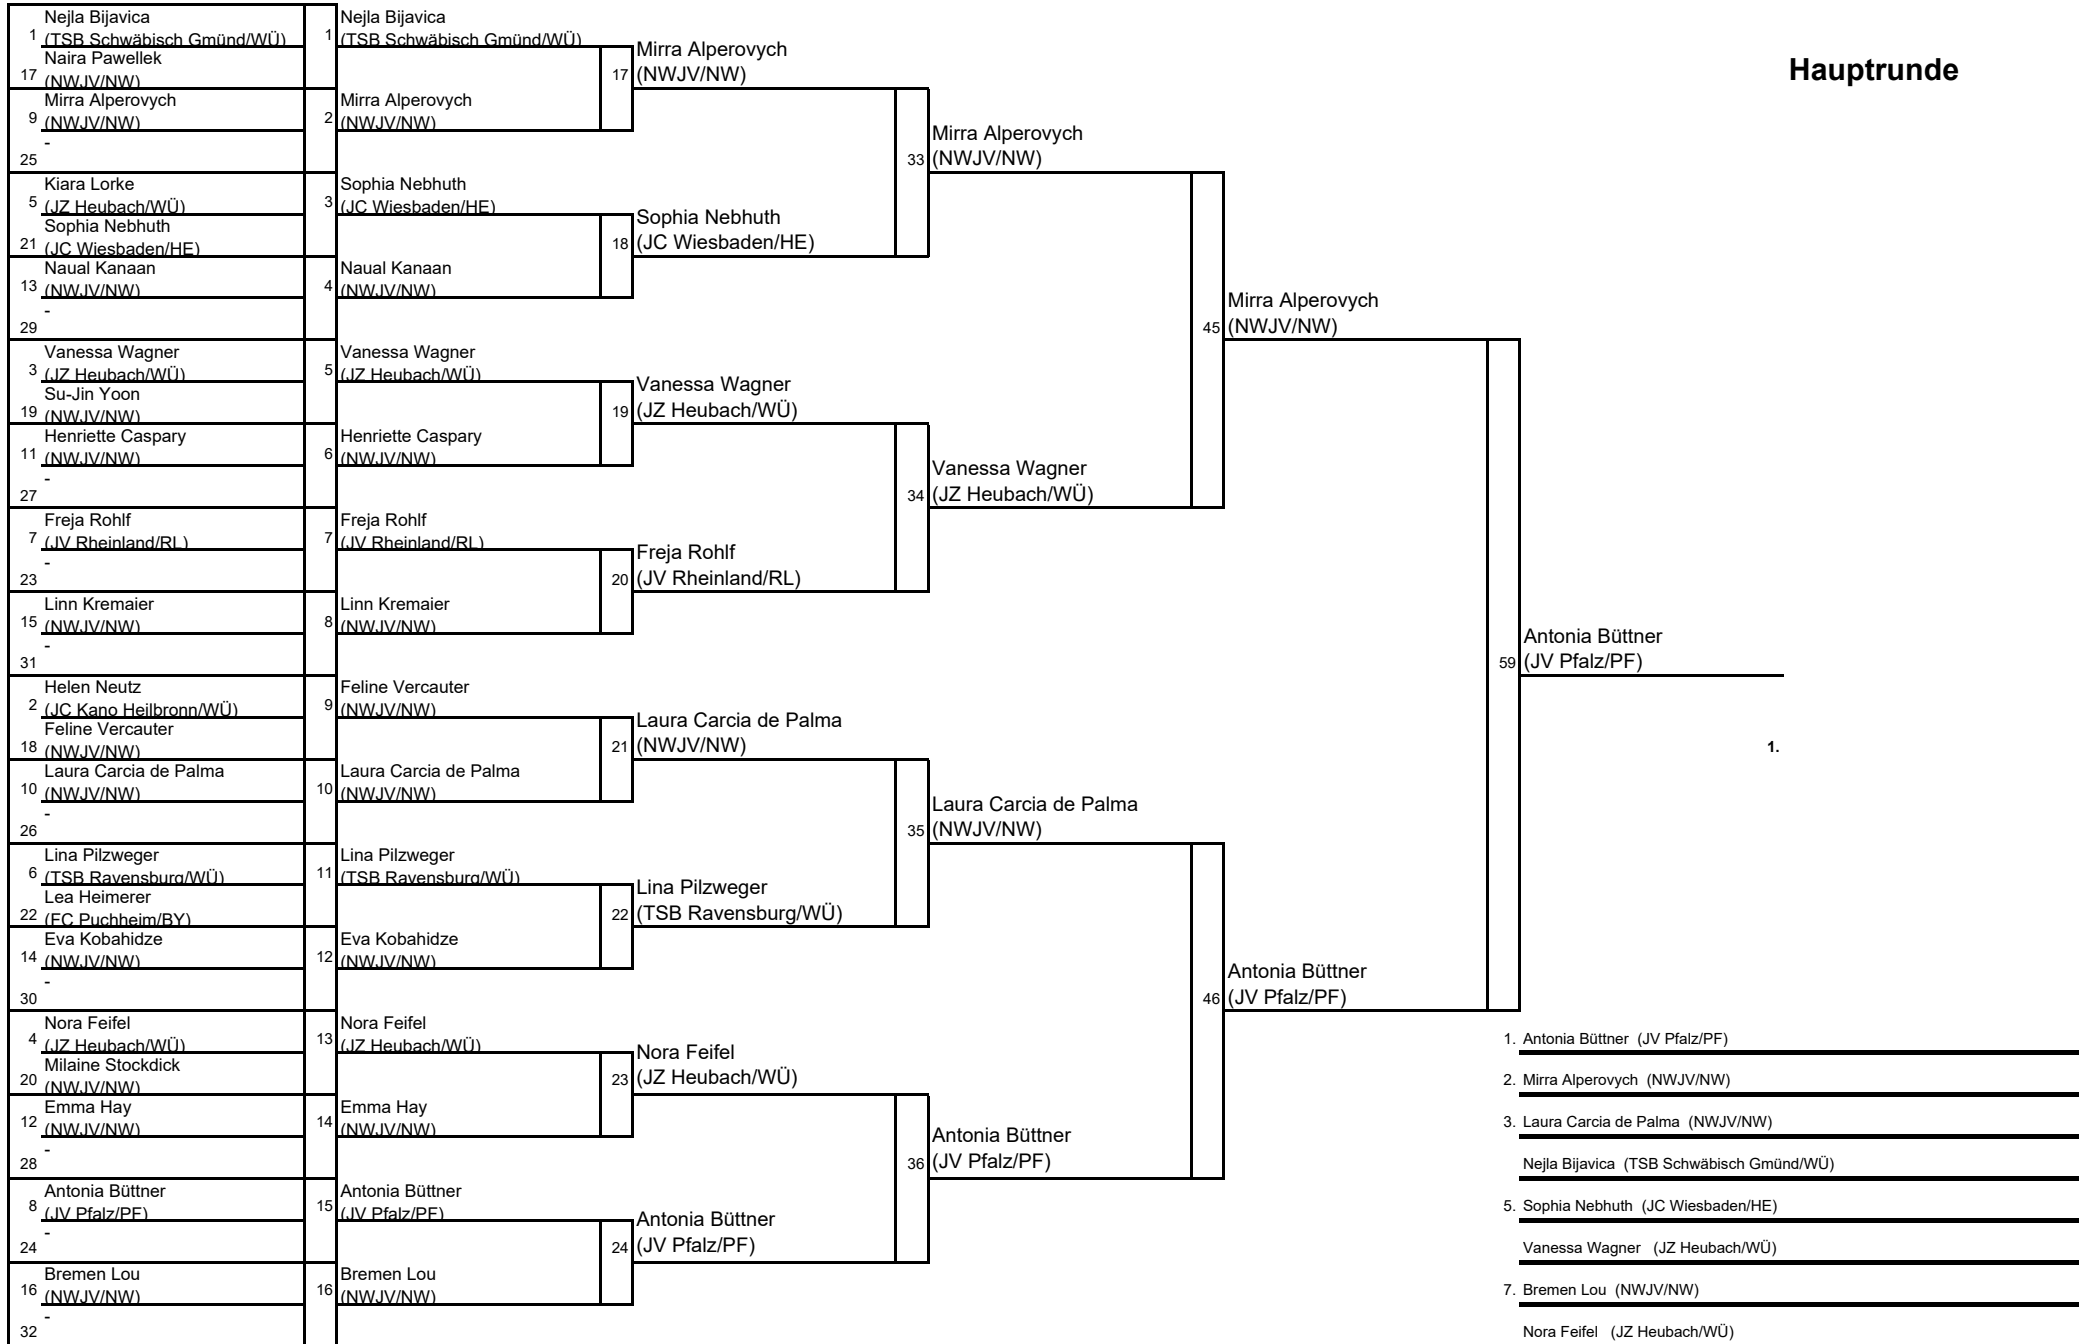 Hauptrunde
Nejla Bijavica
1 (TSB Schwäbisch Gmünd/WÜ)
Naira Pawellek
17 (NWJV/NW)
Mirra Alperovych
9 (NWJV/NW)
-
25
Kiara Lorke
5 (JZ Heubach/WÜ)
Sophia Nebhuth
21 (JC Wiesbaden/HE)
Naual Kanaan
13 (NWJV/NW)
-
29
Vanessa Wagner
3 (JZ Heubach/WÜ)
Su-Jin Yoon
19 (NWJV/NW)
Henriette Caspary
11 (NWJV/NW)
-
27
Freja Rohlf
7 (JV Rheinland/RL)
-
23
Linn Kremaier
15 (NWJV/NW)
-
31
Helen Neutz
2 (JC Kano Heilbronn/WÜ)
Feline Vercauter
18 (NWJV/NW)
Laura Carcia de Palma
10 (NWJV/NW)
-
26
Lina Pilzweger
6 (TSB Ravensburg/WÜ)
Lea Heimerer
22 (FC Puchheim/BY)
Eva Kobahidze
14 (NWJV/NW)
-
30
Nora Feifel
4 (JZ Heubach/WÜ)
Milaine Stockdick
20 (NWJV/NW)
Emma Hay
12 (NWJV/NW)
-
28
Antonia Büttner
8 (JV Pfalz/PF)
-
24
Bremen Lou
16 (NWJV/NW)
-
32
Nejla Bijavica
1 (TSB Schwäbisch Gmünd/WÜ)
Mirra Alperovych
2 (NWJV/NW)
Sophia Nebhuth
3 (JC Wiesbaden/HE)
Naual Kanaan
4 (NWJV/NW)
Vanessa Wagner
5 (JZ Heubach/WÜ)
Henriette Caspary
6 (NWJV/NW)
Freja Rohlf
7 (JV Rheinland/RL)
Linn Kremaier
8 (NWJV/NW)
Feline Vercauter
9 (NWJV/NW)
Laura Carcia de Palma
10 (NWJV/NW)
Lina Pilzweger
11 (TSB Ravensburg/WÜ)
Eva Kobahidze
12 (NWJV/NW)
Nora Feifel
13 (JZ Heubach/WÜ)
Emma Hay
14 (NWJV/NW)
Antonia Büttner
15 (JV Pfalz/PF)
Bremen Lou
16 (NWJV/NW)
Mirra Alperovych
17 (NWJV/NW)
Sophia Nebhuth
18 (JC Wiesbaden/HE)
Vanessa Wagner
19 (JZ Heubach/WÜ)
Freja Rohlf
20 (JV Rheinland/RL)
Laura Carcia de Palma
21 (NWJV/NW)
Lina Pilzweger
22 (TSB Ravensburg/WÜ)
Nora Feifel
23 (JZ Heubach/WÜ)
Antonia Büttner
24 (JV Pfalz/PF)
Mirra Alperovych
33 (NWJV/NW)
Vanessa Wagner
34 (JZ Heubach/WÜ)
Laura Carcia de Palma
35 (NWJV/NW)
Antonia Büttner
36 (JV Pfalz/PF)
Mirra Alperovych
45 (NWJV/NW)
Antonia Büttner
46 (JV Pfalz/PF)
Antonia Büttner
59 (JV Pfalz/PF)
1.
1. Antonia Büttner (JV Pfalz/PF)
2. Mirra Alperovych (NWJV/NW)
3. Laura Carcia de Palma (NWJV/NW)
Nejla Bijavica (TSB Schwäbisch Gmünd/WÜ)
5. Sophia Nebhuth (JC Wiesbaden/HE)
Vanessa Wagner (JZ Heubach/WÜ)
7. Bremen Lou (NWJV/NW)
Nora Feifel (JZ Heubach/WÜ)